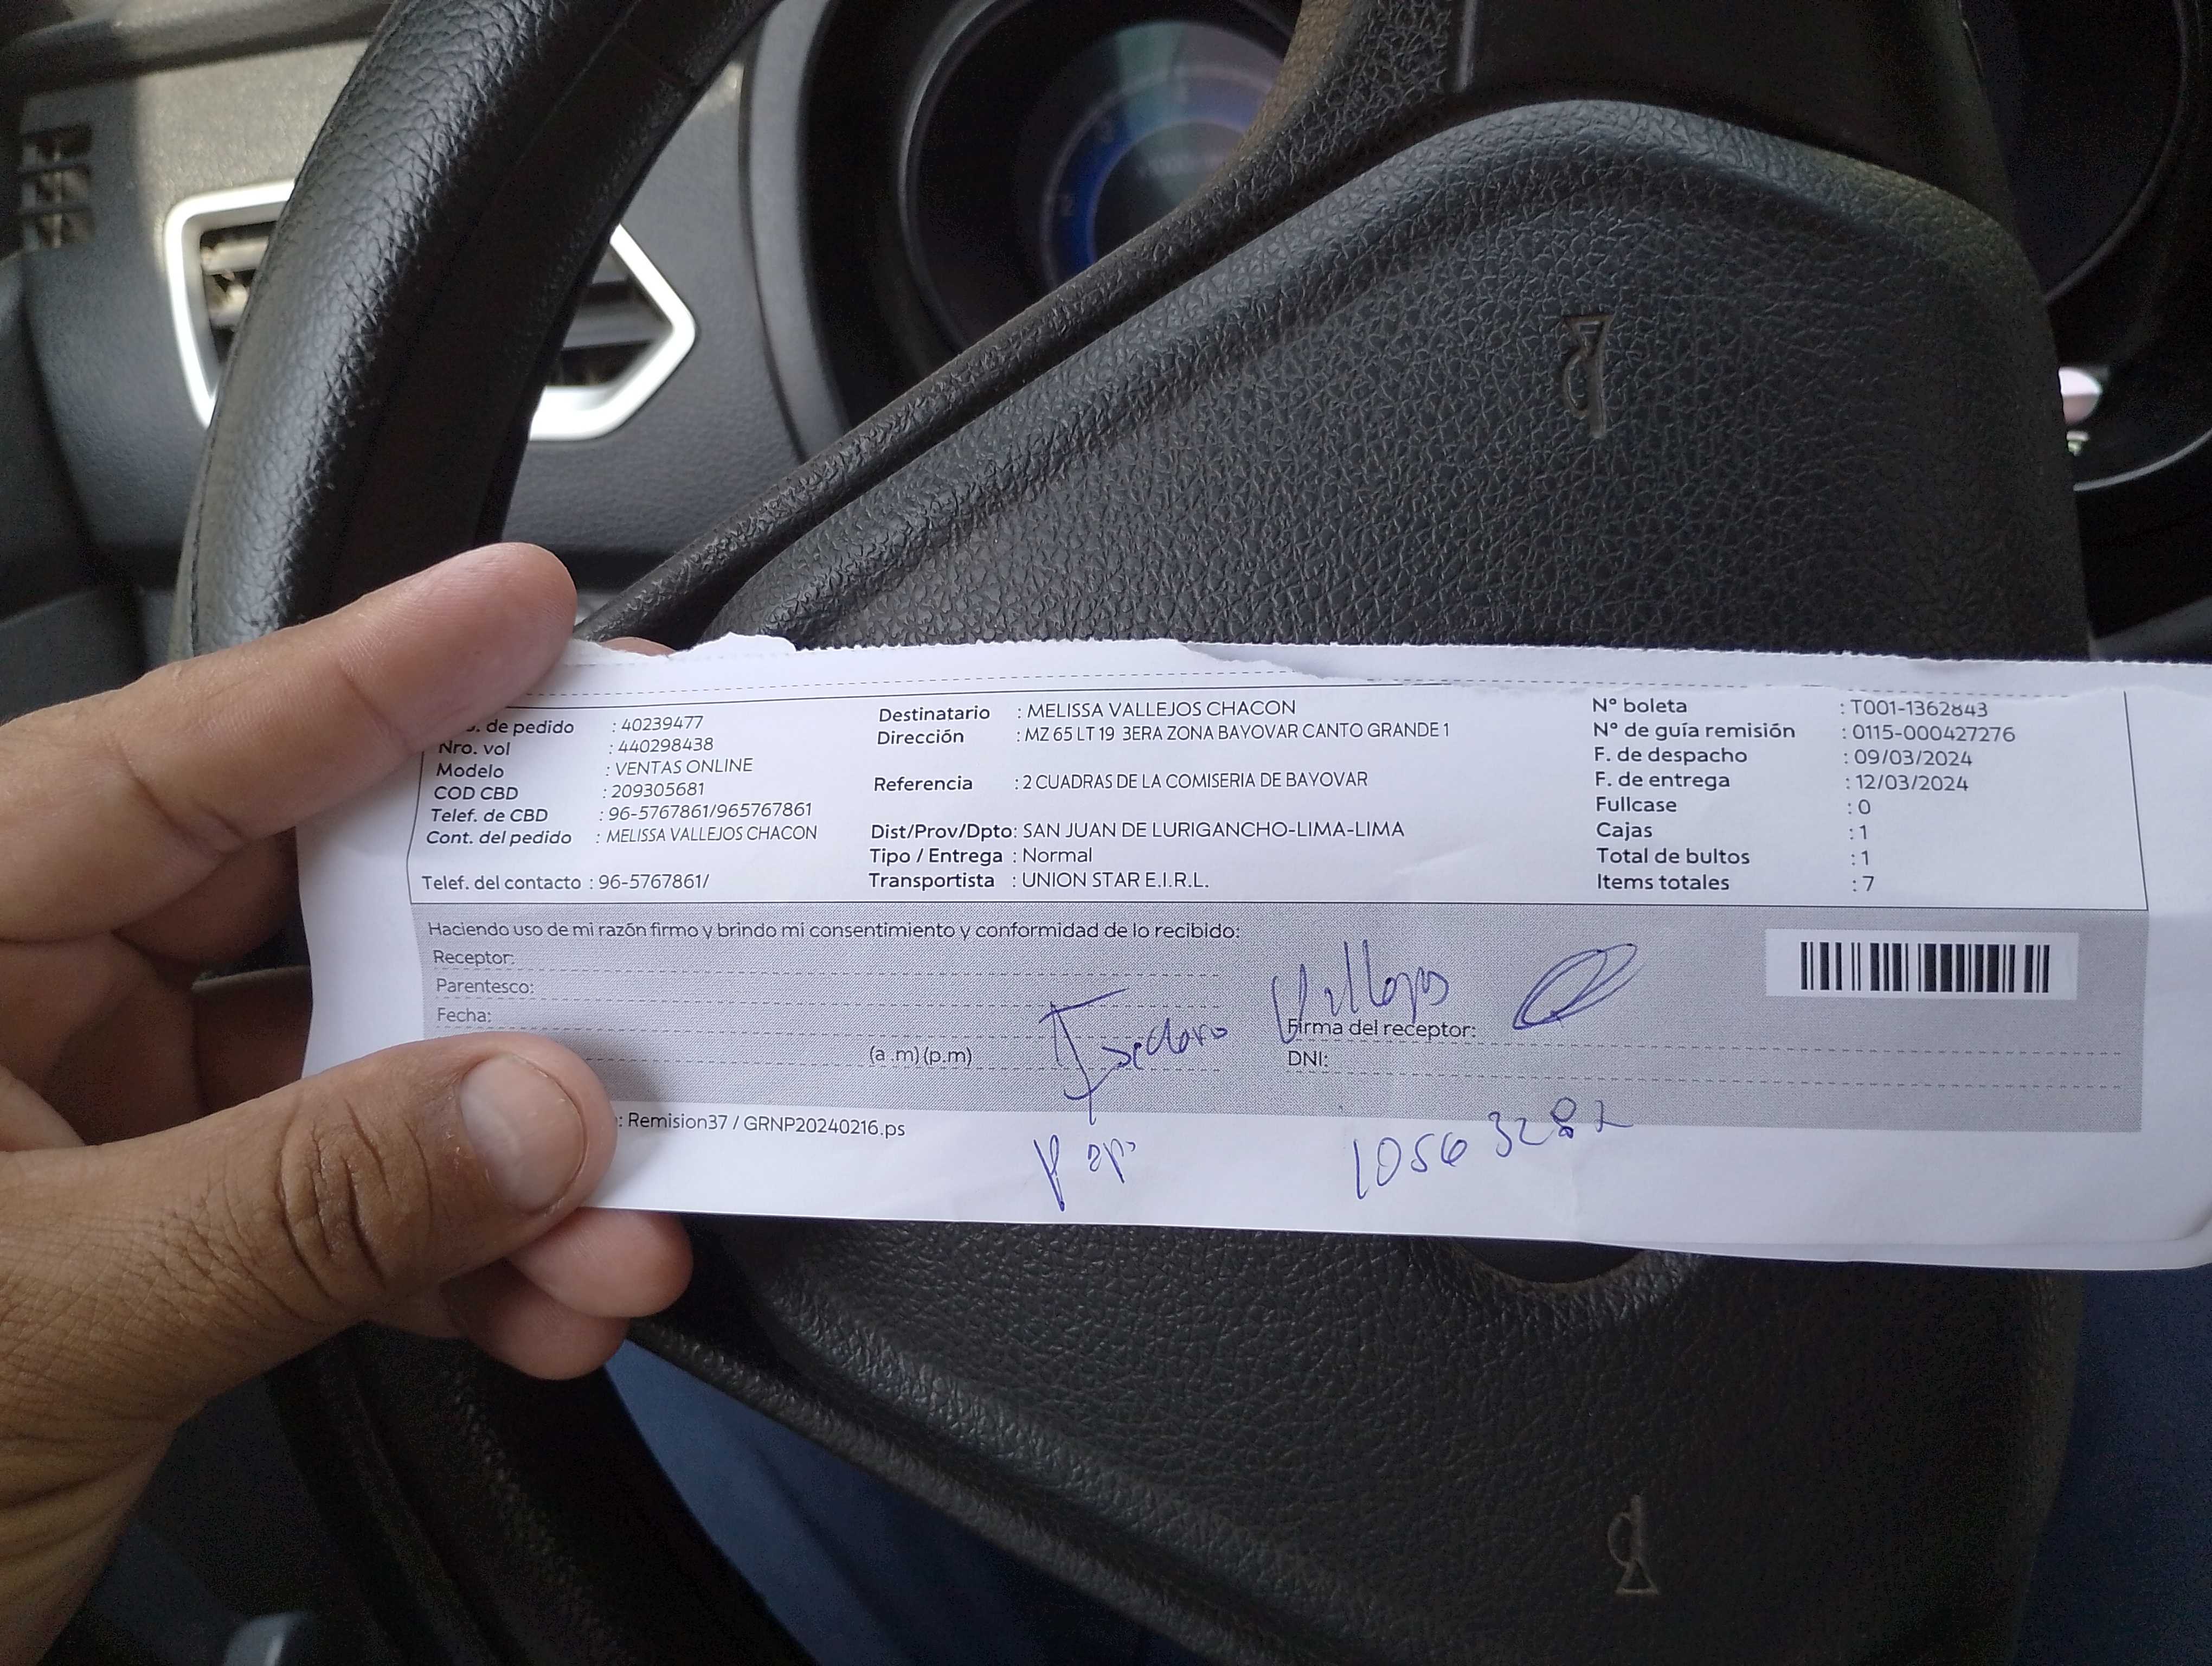 o. de pedido : 40239477
Nro. vol : 440298438
Modelo : VENTAS ONLINE
COD CBD : 209305681
Telef. de CBD : 96-5767861/965767861
Cont. del pedido : MELISSA VALLEJOS CHACON
Telef. del contacto : 96-5767861/
Destinatario : MELISSA VALLEJOS CHACON
Dirección : MZ 65 LT 19 3ERA ZONA BAYOVAR CANTO GRANDE 1
Referencia : 2 CUADRAS DE LA COMISERIA DE BAYOVAR
Dist/Prov/Dpto: SAN JUAN DE LURIGANCHO-LIMA-LIMA
Tipo / Entrega : Normal
Transportista : UNION STAR E.I.R.L.
N° boleta : T001-1362843
N° de guía remisión : 0115-000427276
F. de despacho : 09/03/2024
F. de entrega : 12/03/2024
Fullcase : 0
Cajas : 1
Total de bultos : 1
Items totales : 7
Haciendo uso de mi razón firmo y brindo mi consentimiento y conformidad de lo recibido:
Receptor:
Parentesco:
Fecha:
(a .m) (p.m)
Vallejos
Firma del receptor:
DNI:
: Remision37 / GRNP20240216.ps
10563282